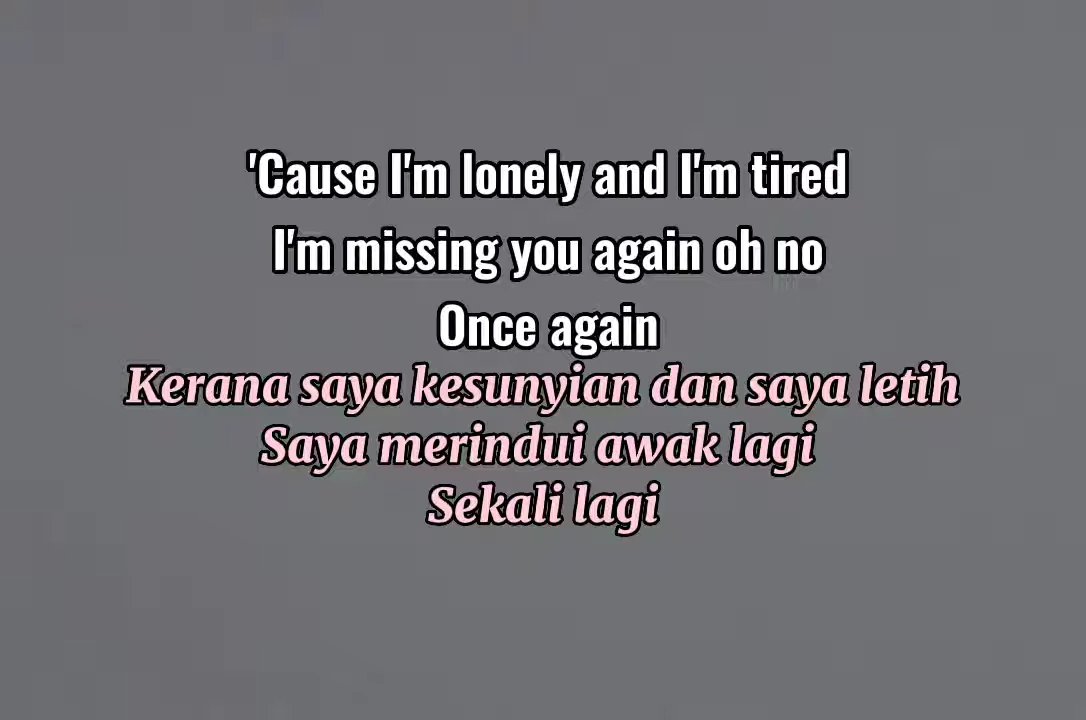 'Cause I'm lonely and I'm tired
I'm missing you again oh no
Once again
Kerana saya kesunyian dan saya letih
Saya merindui awak lagi
Sekali lagi